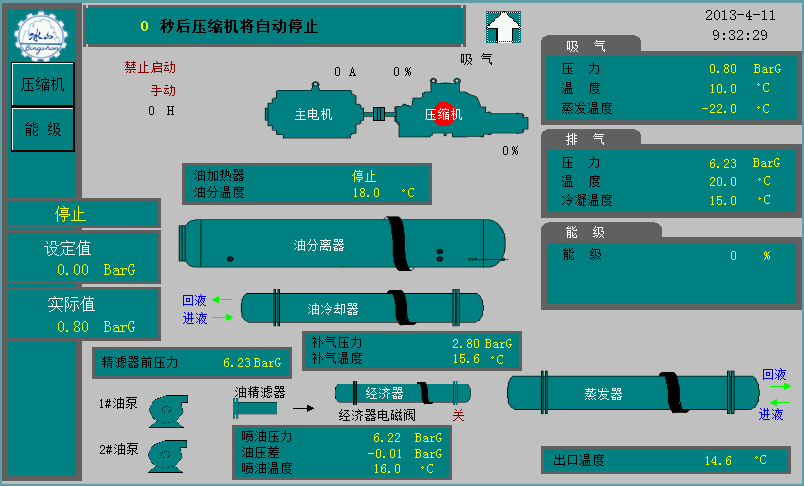 冰山
Bingshan
0 秒后压缩机将自动停止
2013-4-11
9:32:29
压缩机
能 级
禁止启动
手动
0 H
0 A
0 %
吸 气
主电机
压缩机
0 %
吸 气
压 力 0.80 BarG
温 度 10.0 °C
蒸发温度 -22.0 °C
排 气
压 力 6.23 BarG
温 度 20.0 °C
冷凝温度 15.0 °C
能 级
能 级 0 %
油加热器 停止
油分温度 18.0 °C
停止
设定值
0.00 BarG
实际值
0.80 BarG
油分离器
回液
进液
油冷却器
补气压力 2.80 BarG
补气温度 15.6 °C
精滤器前压力 6.23 BarG
1#油泵
2#油泵
油精滤器
经济器
经济器电磁阀 关
喷油压力 6.22 BarG
油压差 -0.01 BarG
喷油温度 16.0 °C
蒸发器
回液
进液
出口温度 14.6 °C